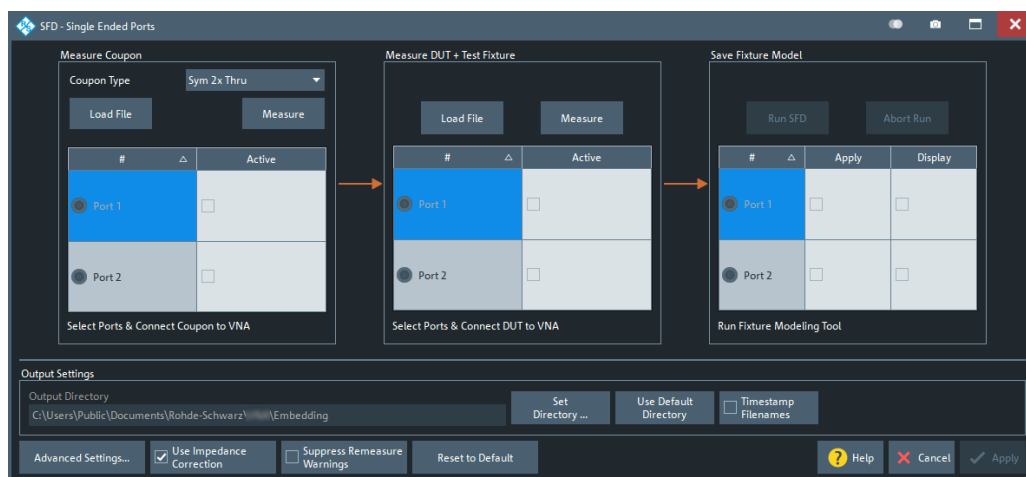 SFD - Single Ended Ports
Measure Coupon
Coupon Type
Sym 2x Thru
Load File
Measure
#
Active
Port 1
Port 2
Select Ports & Connect Coupon to VNA
Measure DUT + Test Fixture
Load File
Measure
#
Active
Port 1
Port 2
Select Ports & Connect DUT to VNA
Save Fixture Model
Run SFD
Abort Run
#
Apply
Display
Port 1
Port 2
Run Fixture Modeling Tool
Output Settings
Output Directory
C:\Users\Public\Documents\Rohde-Schwarz\ \Embedding
Set
Directory ...
Use Default
Directory
Timestamp
Filenames
Advanced Settings...
Use Impedance
Correction
Suppress Remeasure
Warnings
Reset to Default
Help
Cancel
Apply